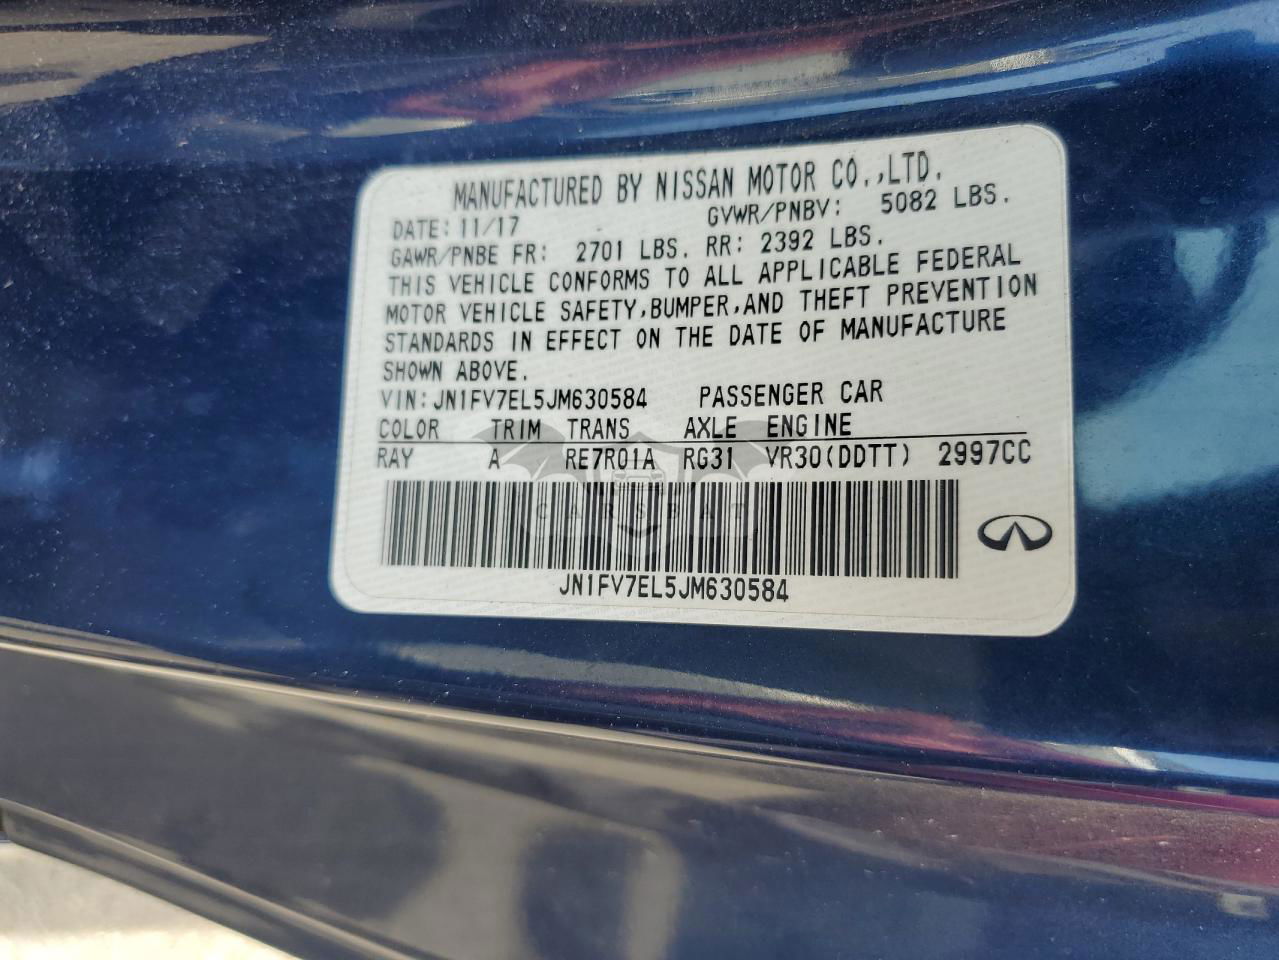 MANUFACTURED BY NISSAN MOTOR CO.,LTD.
DATE: 11/17 GVWR/PNBV: 5082 LBS.
GAWR/PNBE FR: 2701 LBS. RR: 2392 LBS.
THIS VEHICLE CONFORMS TO ALL APPLICABLE FEDERAL
MOTOR VEHICLE SAFETY,BUMPER,AND THEFT PREVENTION
STANDARDS IN EFFECT ON THE DATE OF MANUFACTURE
SHOWN ABOVE.
VIN:JN1FV7EL5JM630584 PASSENGER CAR
COLOR TRIM TRANS AXLE ENGINE
RAY A RE7R01A RG31 VR30(DDTT) 2997CC
CARSBAT
JN1FV7EL5JM630584